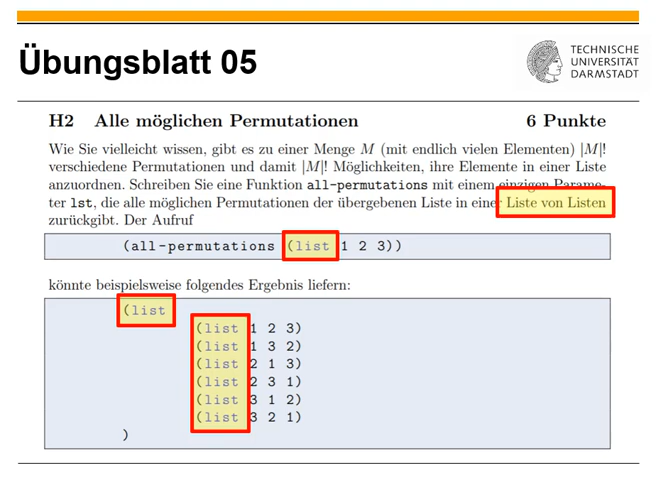 Übungsblatt 05
TECHNISCHE
UNIVERSITÄT
DARMSTADT
H2 Alle möglichen Permutationen 6 Punkte
Wie Sie vielleicht wissen, gibt es zu einer Menge M (mit endlich vielen Elementen) |M|!
verschiedene Permutationen und damit |M|! Möglichkeiten, ihre Elemente in einer Liste
anzuordnen. Schreiben Sie eine Funktion all-permutations mit einem einzigen Parame-
ter lst, die alle möglichen Permutationen der übergebenen Liste in einer Liste von Listen
zurückgibt. Der Aufruf
(all-permutations (list 1 2 3))
könnte beispielsweise folgendes Ergebnis liefern:
(list
(list 1 2 3)
(list 1 3 2)
(list 2 1 3)
(list 2 3 1)
(list 3 1 2)
(list 3 2 1)
)